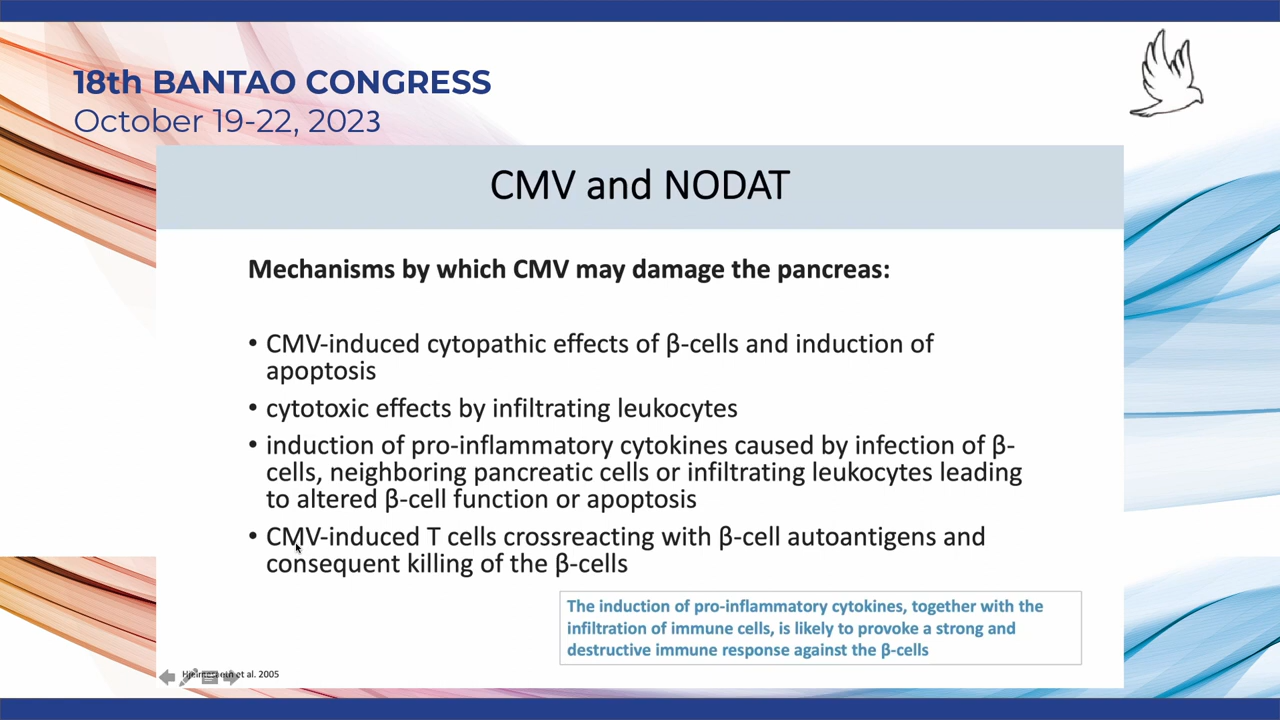 18th BANTAO CONGRESS
October 19-22, 2023
CMV and NODAT
Mechanisms by which CMV may damage the pancreas:
• CMV-induced cytopathic effects of β-cells and induction of
apoptosis
• cytotoxic effects by infiltrating leukocytes
• induction of pro-inflammatory cytokines caused by infection of β-
cells, neighboring pancreatic cells or infiltrating leukocytes leading
to altered β-cell function or apoptosis
• CMV-induced T cells crossreacting with β-cell autoantigens and
consequent killing of the β-cells
The induction of pro-inflammatory cytokines, together with the
infiltration of immune cells, is likely to provoke a strong and
destructive immune response against the β-cells
et al. 2005